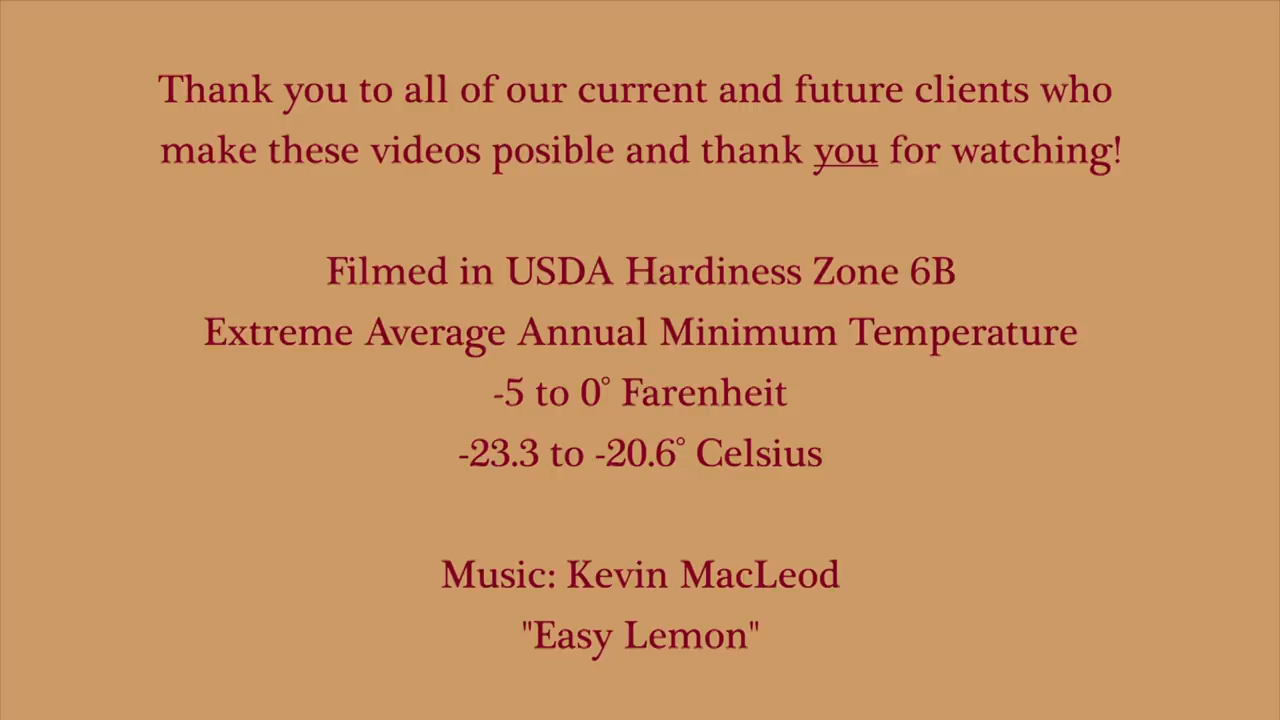 Thank you to all of our current and future clients who
make these videos posible and thank you for watching!
Filmed in USDA Hardiness Zone 6B
Extreme Average Annual Minimum Temperature
-5 to 0° Farenheit
-23.3 to -20.6° Celsius
Music: Kevin MacLeod
"Easy Lemon"